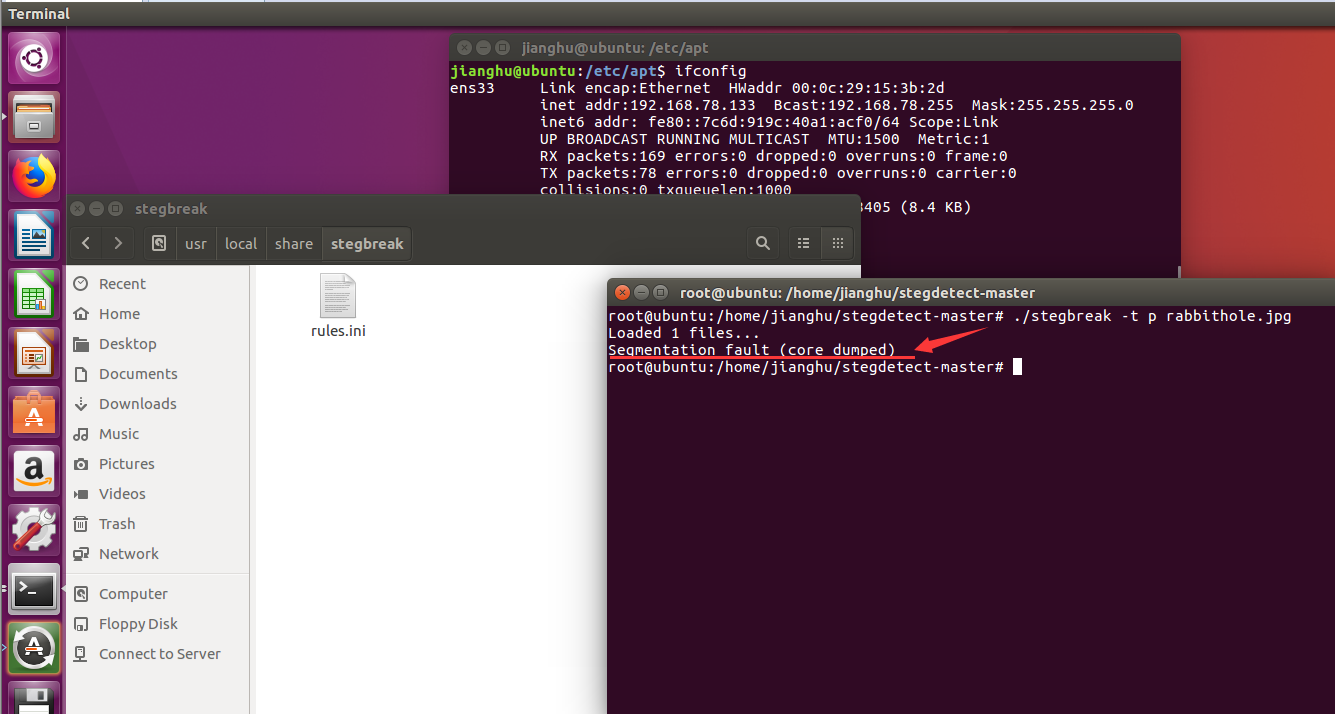 Terminal
jianghu@ubuntu: /etc/apt
jianghu@ubuntu:/etc/apt$ ifconfig
ens33     Link encap:Ethernet  HWaddr 00:0c:29:15:3b:2d
inet addr:192.168.78.133  Bcast:192.168.78.255  Mask:255.255.255.0
inet6 addr: fe80::7c6d:919c:40a1:acf0/64 Scope:Link
UP BROADCAST RUNNING MULTICAST  MTU:1500  Metric:1
RX packets:169 errors:0 dropped:0 overruns:0 frame:0
TX packets:78 errors:0 dropped:0 overruns:0 carrier:0
collisions:0 txqueuelen:1000
405 (8.4 KB)
stegbreak
usr local share stegbreak
Recent
Home
Desktop
Documents
Downloads
Music
Pictures
Videos
Trash
Network
Computer
Floppy Disk
Connect to Server
rules.ini
root@ubuntu: /home/jianghu/stegdetect-master
root@ubuntu:/home/jianghu/stegdetect-master# ./stegbreak -t p rabbithole.jpg
Loaded 1 files...
Segmentation fault (core dumped)
root@ubuntu:/home/jianghu/stegdetect-master#